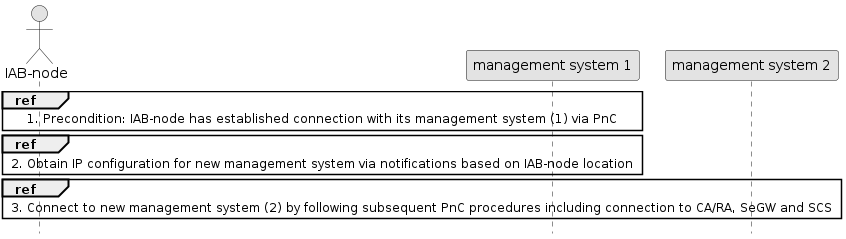 IAB-node
management system 1
management system 2
ref
1. Precondition: IAB-node has established connection with its management system (1) via PnC
ref
2. Obtain IP configuration for new management system via notifications based on IAB-node location
ref
3. Connect to new management system (2) by following subsequent PnC procedures including connection to CA/RA, SeGW and SCS